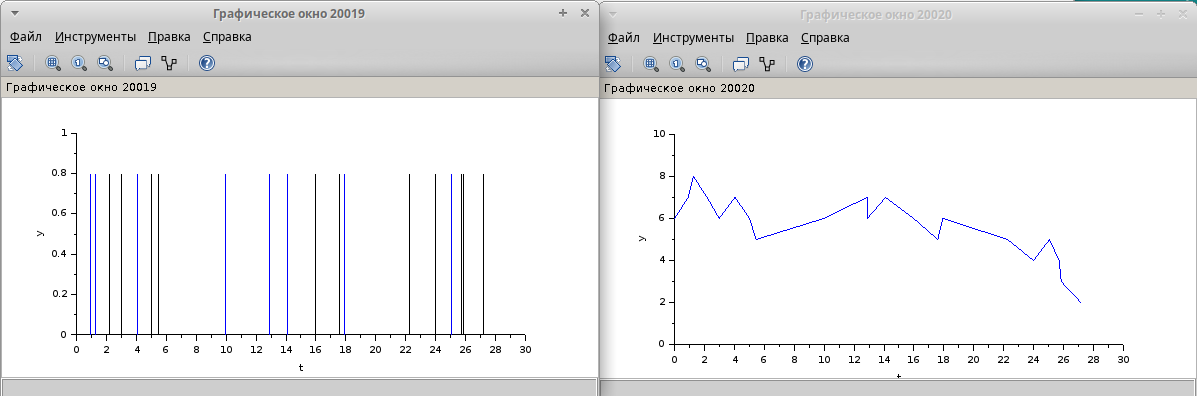 Графическое окно 20019
Файл Инструменты Правка Справка
Графическое окно 20019
1
0.8
0.6
0.4
0.2
0
y
0 2 4 6 8 10 12 14 16 18 20 22 24 26 28 30
t
Графическое окно 20020
Файл Инструменты Правка Справка
Графическое окно 20020
10
8
6
4
2
0
y
0 2 4 6 8 10 12 14 16 18 20 22 24 26 28 30